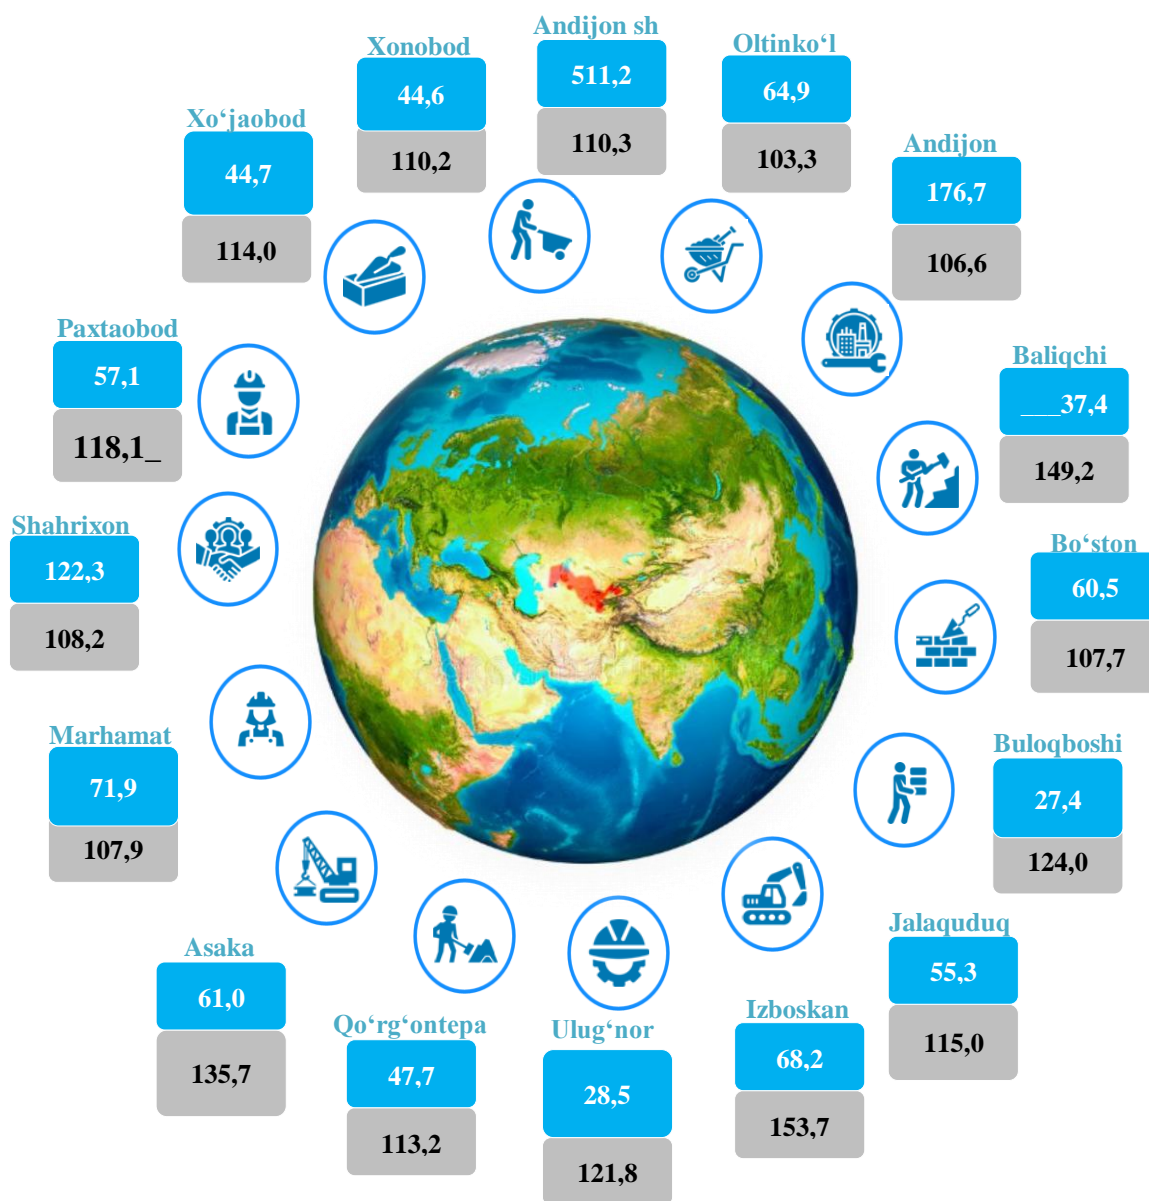 Andijon sh
511,2
110,3
Oltinko‘l
64,9
103,3
Andijon
176,7
106,6
Baliqchi
___37,4
149,2
Bo‘ston
60,5
107,7
Buloqboshi
27,4
124,0
Jalaquduq
55,3
115,0
Izboskan
68,2
153,7
Ulug‘nor
28,5
121,8
Qo‘rg‘ontepa
47,7
113,2
Asaka
61,0
135,7
Marhamat
71,9
107,9
Shahrixon
122,3
108,2
Paxtaobod
57,1
118,1_
Xo‘jaobod
44,7
114,0
Xonobod
44,6
110,2